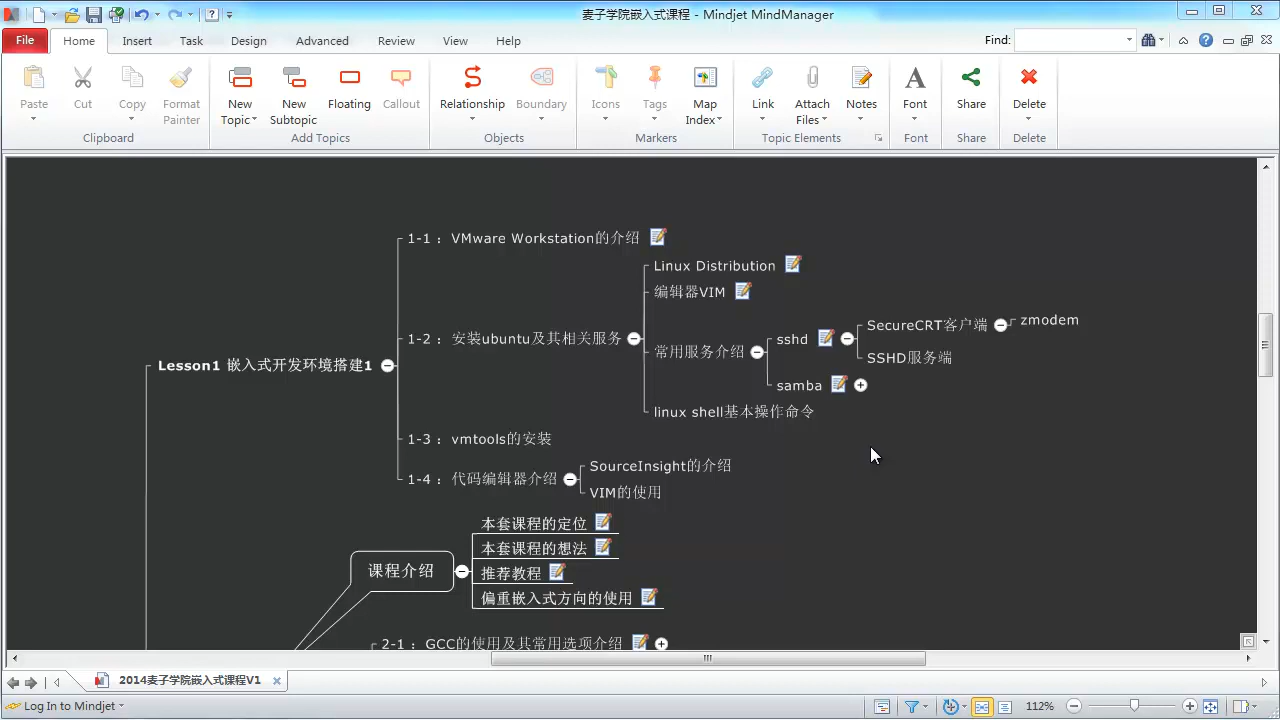 麦子学院嵌入式课程 - Mindjet MindManager
File Home Insert Task Design Advanced Review View Help Find:
Paste Cut Copy Format Painter New Topic New Subtopic Floating Callout Relationship Boundary Icons Tags Map Index Link Attach Files Notes Font Share Delete
Clipboard Add Topics Objects Markers Topic Elements Font Share Delete
1-1 : VMware Workstation的介绍
Linux Distribution
编辑器VIM
1-2 : 安装ubuntu及其相关服务
常用服务介绍
sshd
SecureCRT客户端
zmodem
SSHD服务端
samba
linux shell基本操作命令
Lesson1 嵌入式开发环境搭建1
1-3 : vmtools的安装
1-4 : 代码编辑器介绍
SourceInsight的介绍
VIM的使用
课程介绍
本套课程的定位
本套课程的想法
推荐教程
偏重嵌入式方向的使用
2-1 : GCC的使用及其常用选项介绍
2014麦子学院嵌入式课程V1
Log In to Mindjet 112%